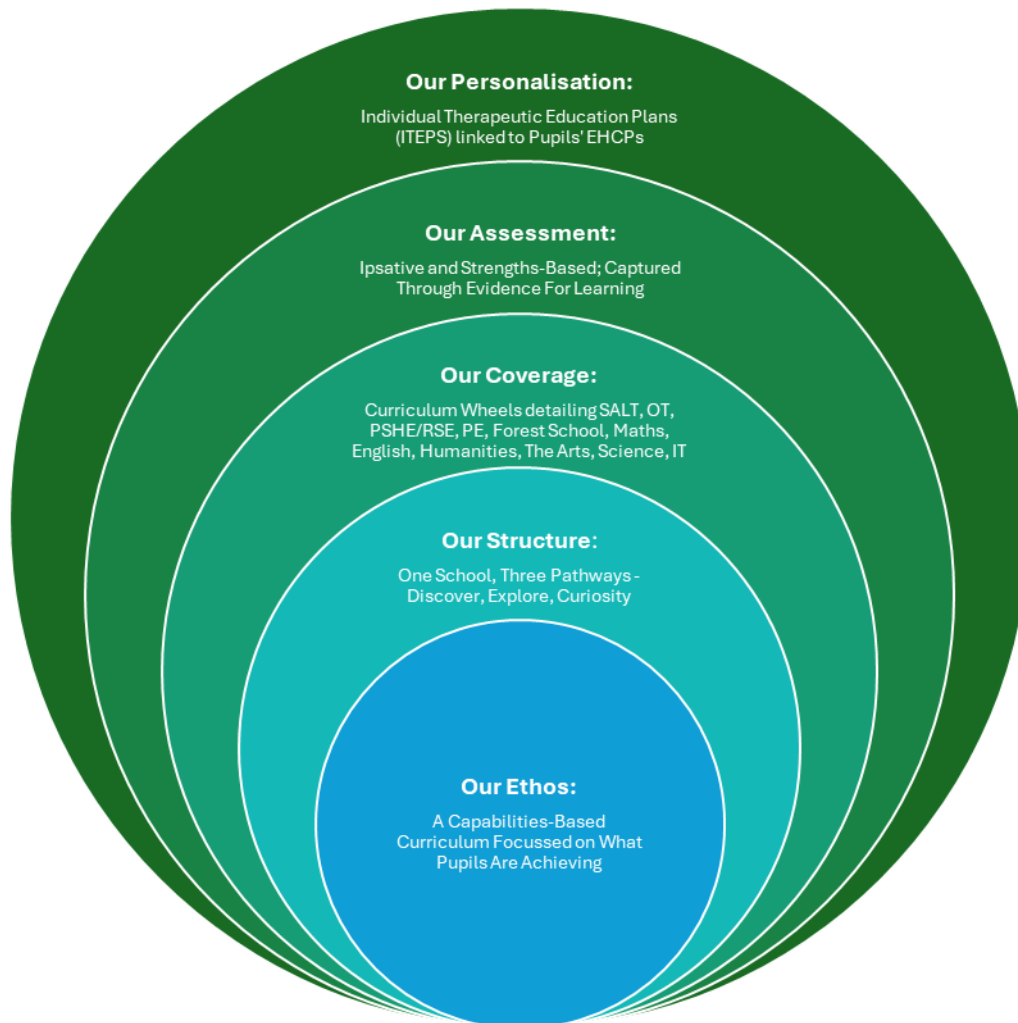 Our Personalisation:
Individual Therapeutic Education Plans
(ITEPS) linked to Pupils' EHCPs
Our Assessment:
Ipsative and Strengths-Based; Captured
Through Evidence For Learning
Our Coverage:
Curriculum Wheels detailing SALT, OT,
PSHE/RSE, PE, Forest School, Maths,
English, Humanities, The Arts, Science, IT
Our Structure:
One School, Three Pathways -
Discover, Explore, Curiosity
Our Ethos:
A Capabilities-Based
Curriculum Focussed on What
Pupils Are Achieving